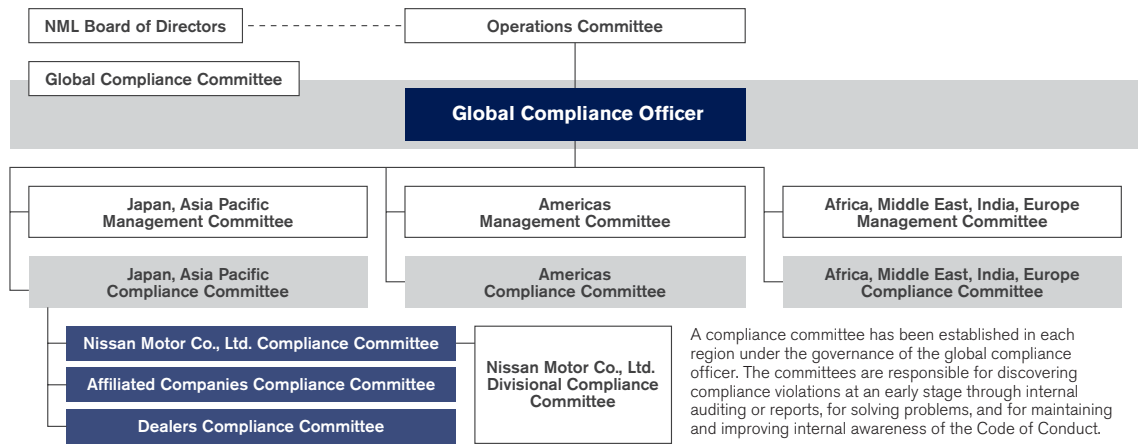 NML Board of Directors
Operations Committee
Global Compliance Committee
Global Compliance Officer
Japan, Asia Pacific
Management Committee
Americas
Management Committee
Africa, Middle East, India, Europe
Management Committee
Japan, Asia Pacific
Compliance Committee
Americas
Compliance Committee
Africa, Middle East, India, Europe
Compliance Committee
Nissan Motor Co., Ltd. Compliance Committee
Affiliated Companies Compliance Committee
Dealers Compliance Committee
Nissan Motor Co., Ltd.
Divisional Compliance
Committee
A compliance committee has been established in each
region under the governance of the global compliance
officer. The committees are responsible for discovering
compliance violations at an early stage through internal
auditing or reports, for solving problems, and for maintaining
and improving internal awareness of the Code of Conduct.